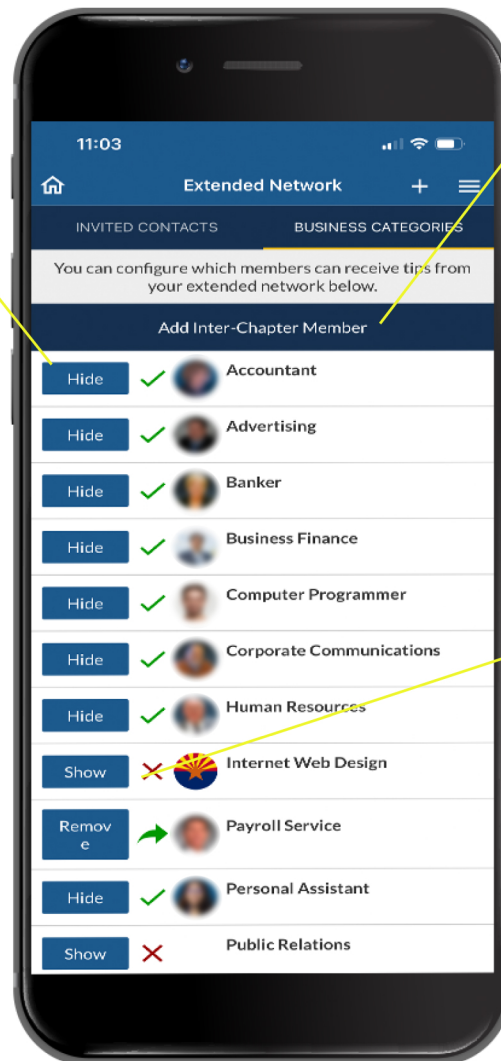 11:03
Extended Network
INVITED CONTACTS
BUSINESS CATEGORIES
You can configure which members can receive tips from
your extended network below.
Add Inter-Chapter Member
Hide
Accountant
Hide
Advertising
Hide
Banker
Hide
Business Finance
Hide
Computer Programmer
Hide
Corporate Communications
Hide
Human Resources
Show
Internet Web Design
Remov
e
Payroll Service
Hide
Personal Assistant
Show
Public Relations